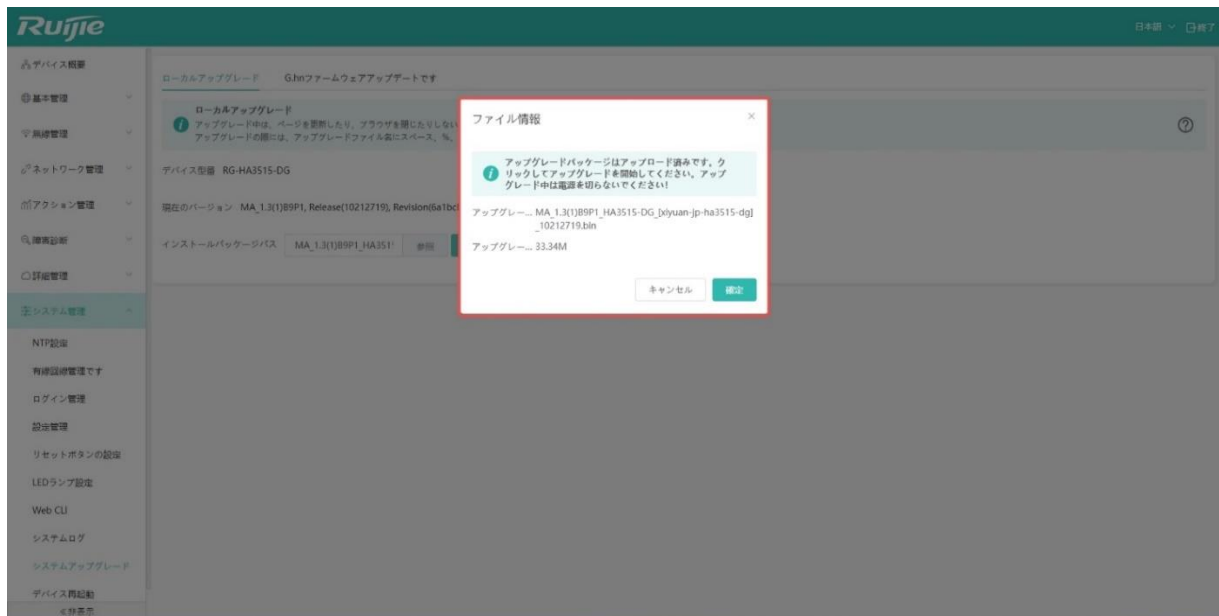 Ruijie
日本語
終了
デバイス概要
基本管理
無線管理
ネットワーク管理
アクション管理
障害診断
詳細管理
システム管理
NTP設定
有線回線管理です
ログイン管理
設定管理
リセットボタンの設定
LEDランプ設定
Web CLI
システムログ
システムアップグレード
デバイス再起動
≪非表示
ローカルアップグレード G.hnファームウェアアップデートです
ローカルアップグレード
アップグレード中は、ページを更新したり、ブラウザを閉じたりしない
アップグレードの際には、アップグレードファイル名にスペース、%、
デバイス型番 RG-HA3515-DG
現在のバージョン MA_1.3(1)B9P1, Release(10212719), Revision(6a1bc
インストールパッケージパス MA_1.3(1)B9P1_HA351 参照
ファイル情報
アップグレードパッケージはアップロード済みです。ク
リックしてアップグレードを開始してください。アップ
グレード中は電源を切らないでください!
アップグレー... MA_1.3(1)B9P1_HA3515-DG_[xiyuan-jp-ha3515-dg]
_10212719.bin
アップグレー... 33.34M
キャンセル 確定